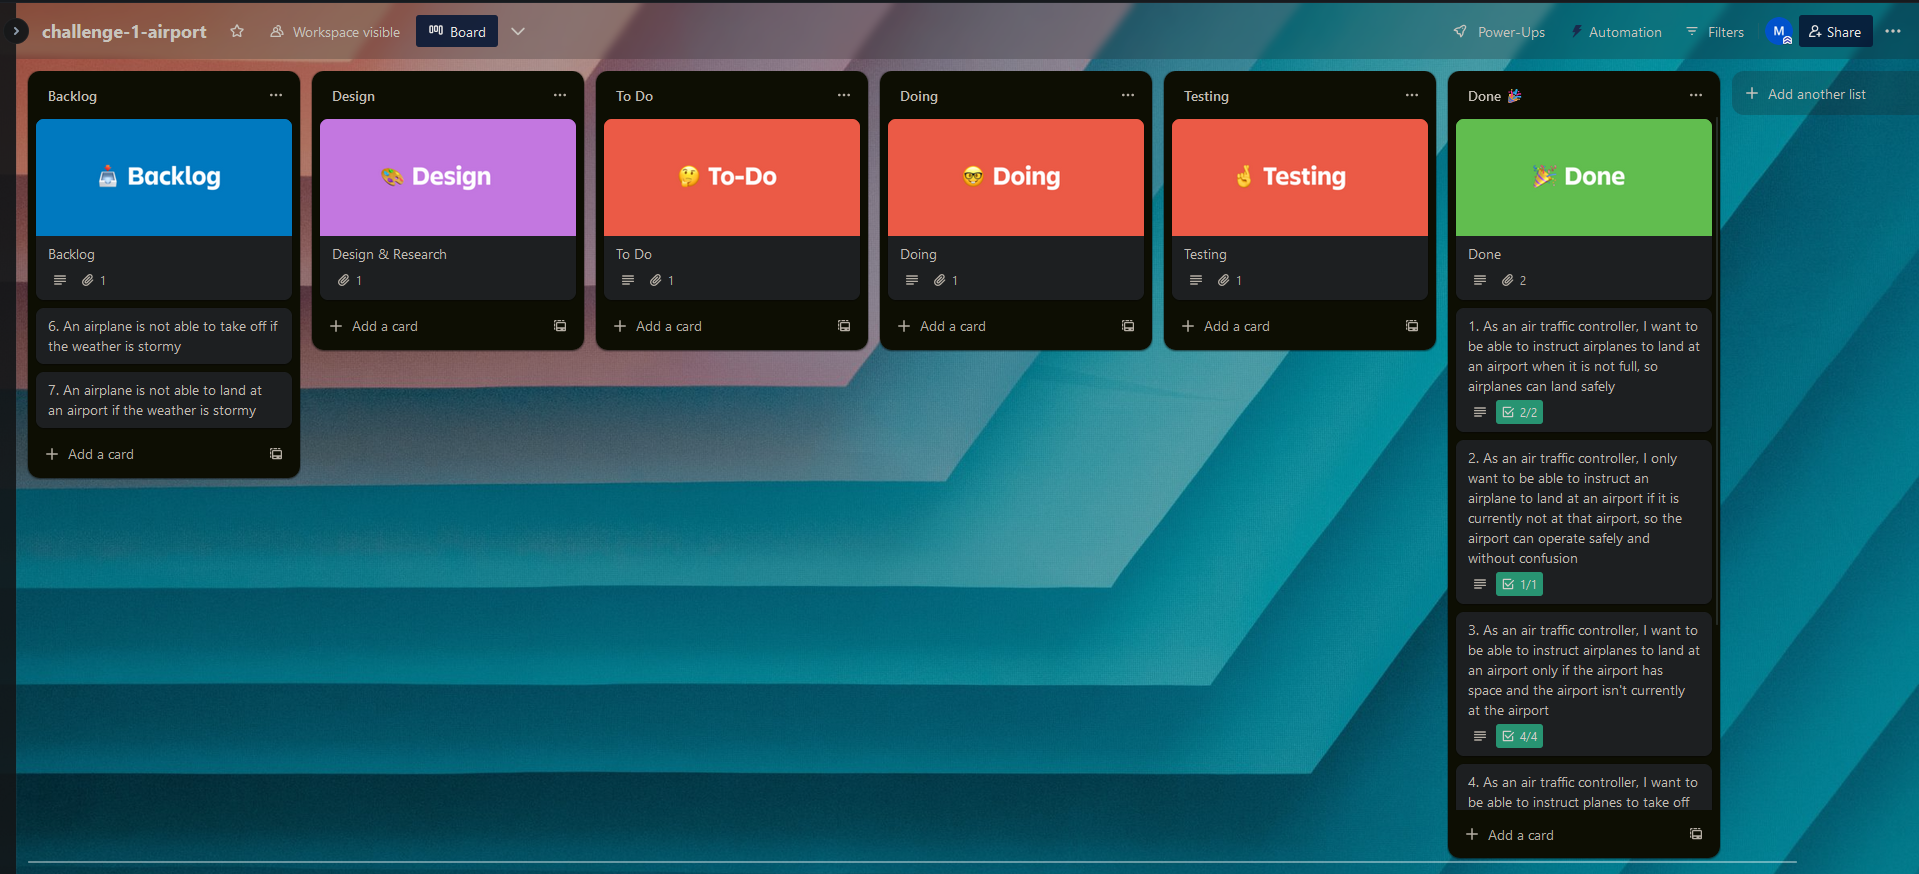 challenge-1-airport
Workspace visible
Board
Power-Ups
Automation
Filters
M
Share
Backlog
Backlog
Backlog
1
6. An airplane is not able to take off if
the weather is stormy
7. An airplane is not able to land at
an airport if the weather is stormy
Add a card
Design
Design
Design & Research
1
Add a card
To Do
To-Do
To Do
1
Add a card
Doing
Doing
Doing
1
Add a card
Testing
Testing
Testing
1
Add a card
Done
Done
Done
2
1. As an air traffic controller, I want to
be able to instruct airplanes to land at
an airport when it is not full, so
airplanes can land safely
2/2
2. As an air traffic controller, I only
want to be able to instruct an
airplane to land at an airport if it is
currently not at that airport, so the
airport can operate safely and
without confusion
1/1
3. As an air traffic controller, I want to
be able to instruct airplanes to land at
an airport only if the airport has
space and the airport isn't currently
at the airport
4/4
4. As an air traffic controller, I want to
be able to instruct planes to take off
Add a card
Add another list